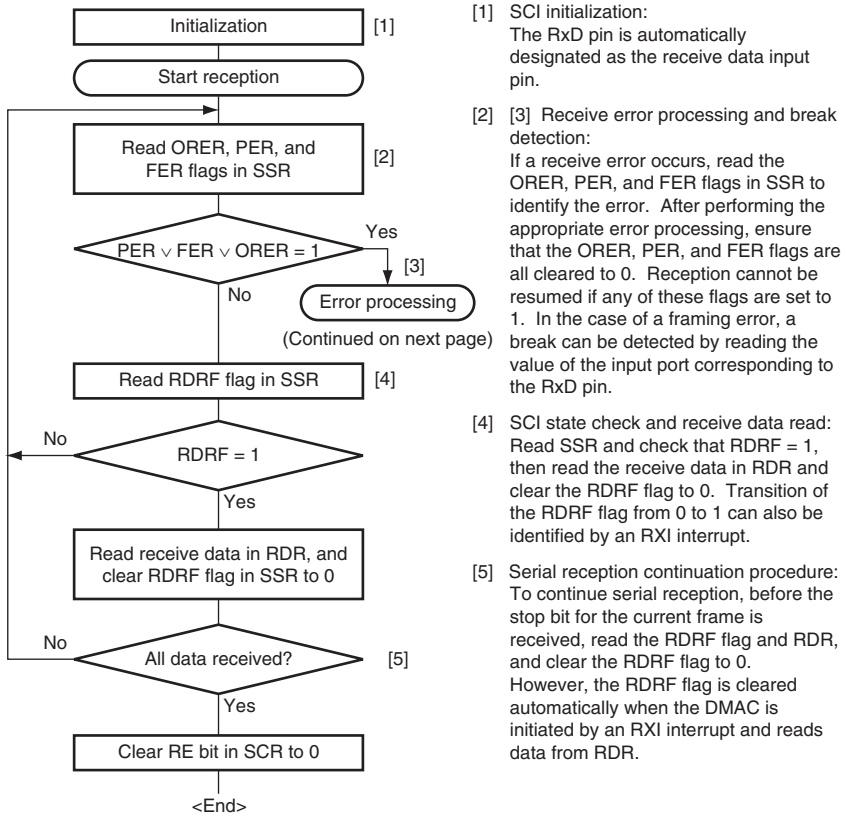 Initialization
[1]
Start reception
Read ORER, PER, and
FER flags in SSR
[2]
PER ∨ FER ∨ ORER = 1
Yes
[3]
No
Error processing
(Continued on next page)
Read RDRF flag in SSR
[4]
No
RDRF = 1
Yes
Read receive data in RDR, and
clear RDRF flag in SSR to 0
No
All data received?
[5]
Yes
Clear RE bit in SCR to 0
<End>
[1] SCI initialization:
The RxD pin is automatically
designated as the receive data input
pin.
[2] [3] Receive error processing and break
detection:
If a receive error occurs, read the
ORER, PER, and FER flags in SSR to
identify the error. After performing the
appropriate error processing, ensure
that the ORER, PER, and FER flags are
all cleared to 0. Reception cannot be
resumed if any of these flags are set to
1. In the case of a framing error, a
break can be detected by reading the
value of the input port corresponding to
the RxD pin.
[4] SCI state check and receive data read:
Read SSR and check that RDRF = 1,
then read the receive data in RDR and
clear the RDRF flag to 0. Transition of
the RDRF flag from 0 to 1 can also be
identified by an RXI interrupt.
[5] Serial reception continuation procedure:
To continue serial reception, before the
stop bit for the current frame is
received, read the RDRF flag and RDR,
and clear the RDRF flag to 0.
However, the RDRF flag is cleared
automatically when the DMAC is
initiated by an RXI interrupt and reads
data from RDR.